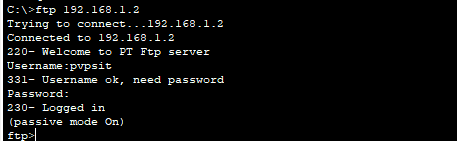 C:\>ftp 192.168.1.2
Trying to connect...192.168.1.2
Connected to 192.168.1.2
220- Welcome to PT Ftp server
Username:pvpsit
331- Username ok, need password
Password:
230- Logged in
(passive mode On)
ftp>